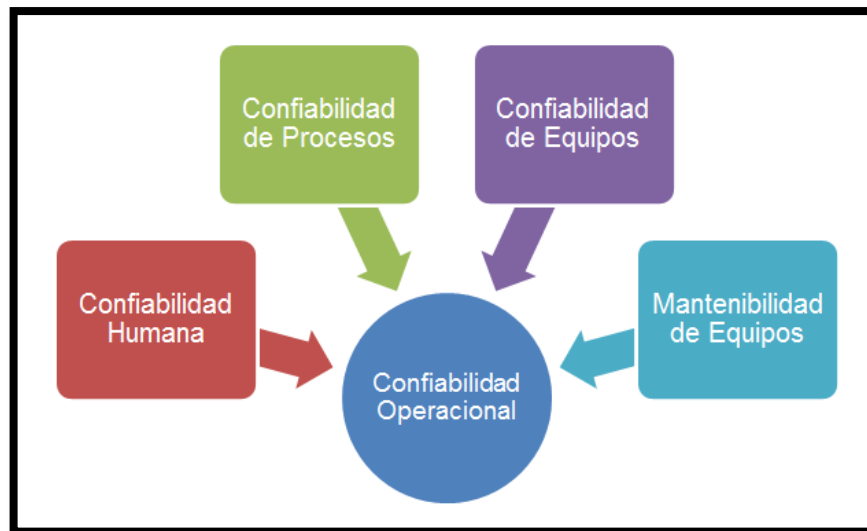 Confiabilidad
de Procesos
Confiabilidad
de Equipos
Confiabilidad
Humana
Mantenibilidad
de Equipos
Confiabilidad
Operacional